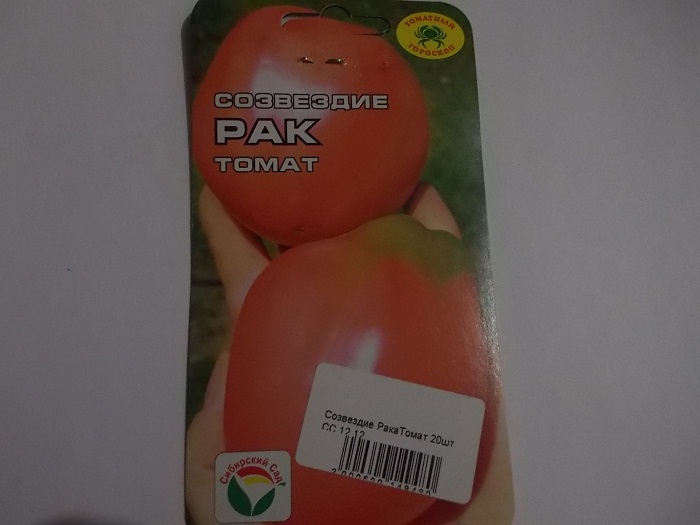 ТОМАТНЫЙ
ГОРОСКОП
СОЗВЕЗДИЕ
РАК
ТОМАТ
Созвездие РакаТомат 20шт
СС 12.12
Сибирский Сад